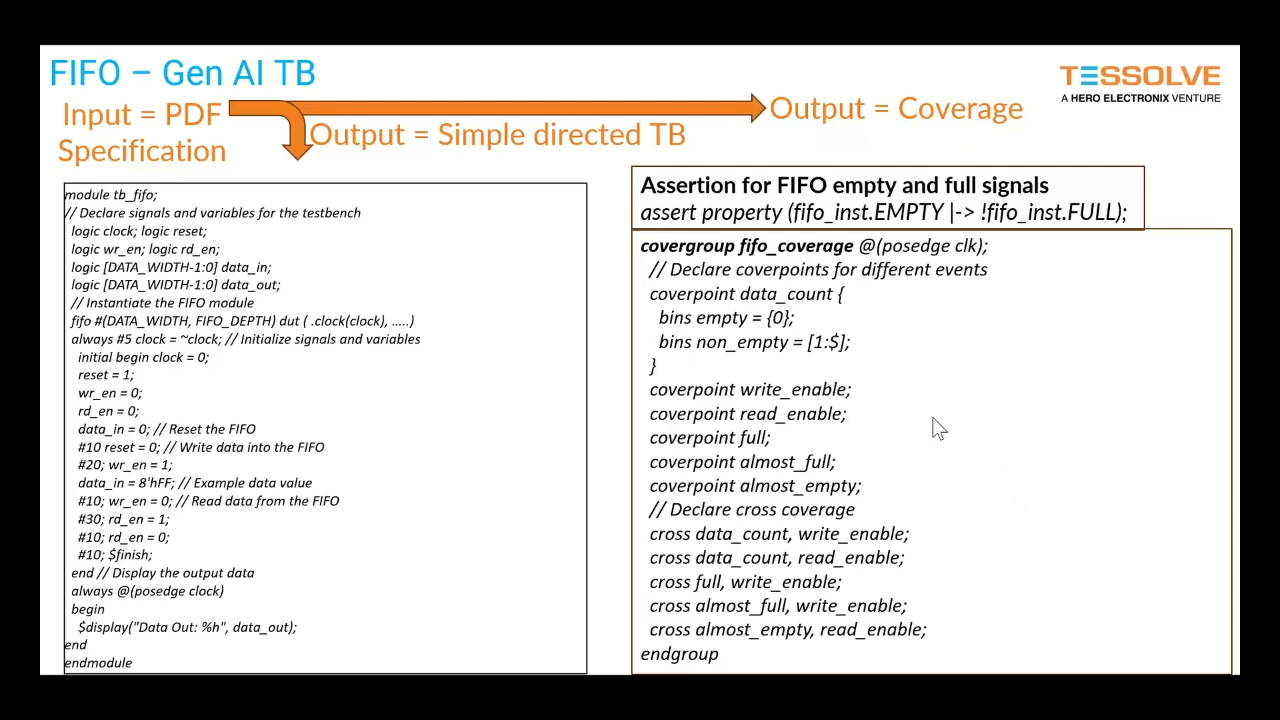 FIFO – Gen AI TB
TESSOLVE
A HERO ELECTRONIX VENTURE
Input = PDF
Specification
Output = Simple directed TB
Output = Coverage
module tb_fifo;
// Declare signals and variables for the testbench
logic clock; logic reset;
logic wr_en; logic rd_en;
logic [DATA_WIDTH-1:0] data_in;
logic [DATA_WIDTH-1:0] data_out;
// Instantiate the FIFO module
fifo #(DATA_WIDTH, FIFO_DEPTH) dut ( .clock(clock), …..)
always #5 clock = ~clock; // Initialize signals and variables
initial begin clock = 0;
reset = 1;
wr_en = 0;
rd_en = 0;
data_in = 0; // Reset the FIFO
#10 reset = 0; // Write data into the FIFO
#20; wr_en = 1;
data_in = 8'hFF; // Example data value
#10; wr_en = 0; // Read data from the FIFO
#30; rd_en = 1;
#10; rd_en = 0;
#10; $finish;
end // Display the output data
always @(posedge clock)
begin
$display("Data Out: %h", data_out);
end
endmodule
Assertion for FIFO empty and full signals
assert property (fifo_inst.EMPTY |-> !fifo_inst.FULL);
covergroup fifo_coverage @(posedge clk);
// Declare coverpoints for different events
coverpoint data_count {
bins empty = {0};
bins non_empty = [1:$];
}
coverpoint write_enable;
coverpoint read_enable;
coverpoint full;
coverpoint almost_full;
coverpoint almost_empty;
// Declare cross coverage
cross data_count, write_enable;
cross data_count, read_enable;
cross full, write_enable;
cross almost_full, write_enable;
cross almost_empty, read_enable;
endgroup